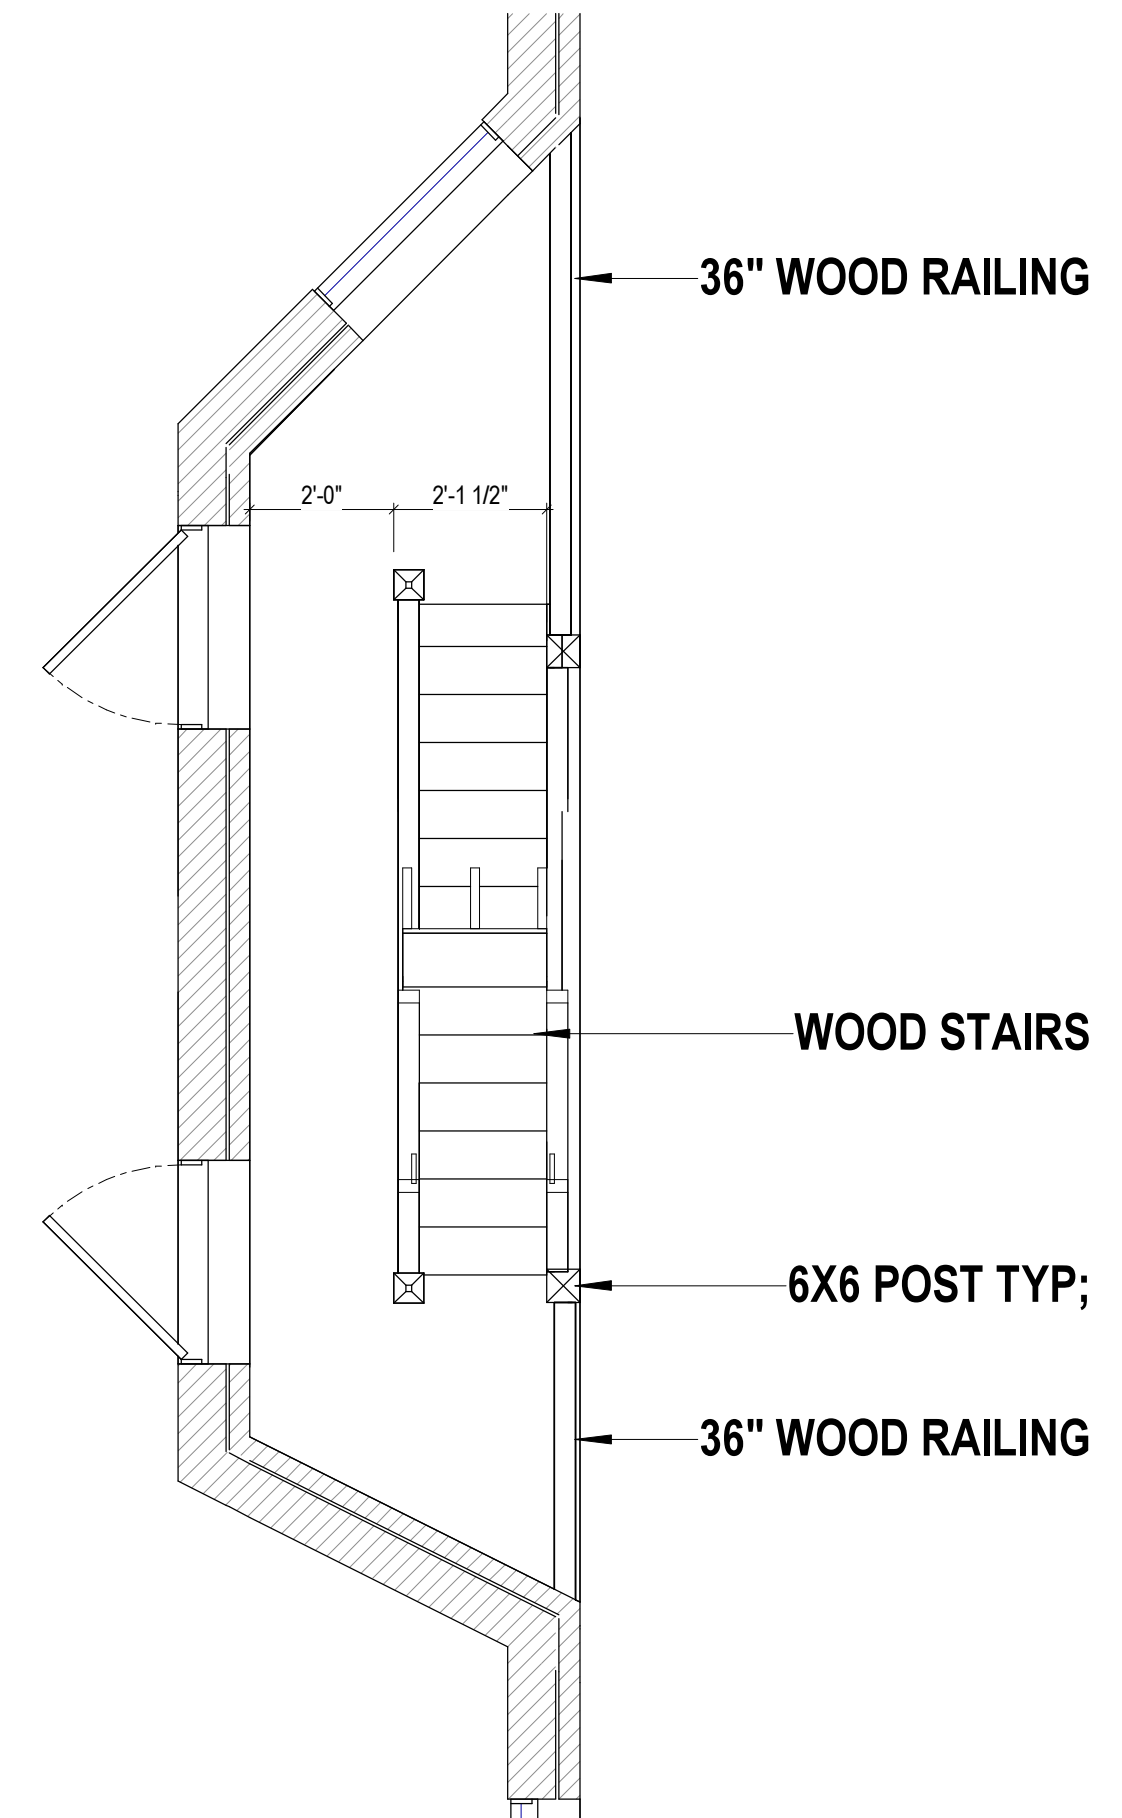 36" WOOD RAILING
2'-0"
2'-1 1/2"
WOOD STAIRS
6X6 POST TYP;
36" WOOD RAILING